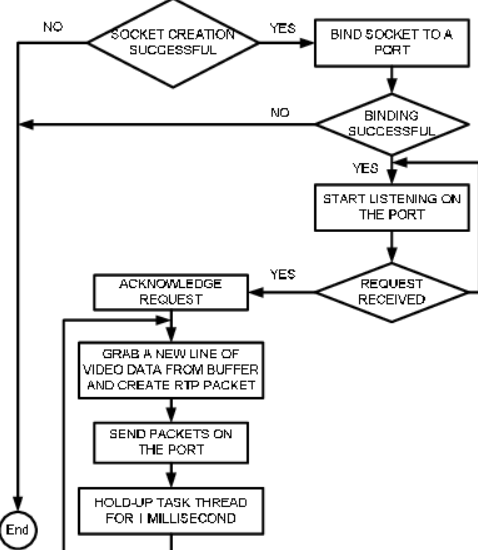 NO
SOCKET CREATION
SUCCESSFUL
YES
BIND SOCKET TO A
PORT
NO
BINDING
SUCCESSFUL
YES
START LISTENING ON
THE PORT
REQUEST
RECEIVED
YES
ACKNOWLEDGE
REQUEST
GRAB A NEW LINE OF
VIDEO DATA FROM BUFFER
AND CREATE RTP PACKET
SEND PACKETS ON
THE PORT
HOLD-UP TASK THREAD
FOR 1 MILLISECOND
End